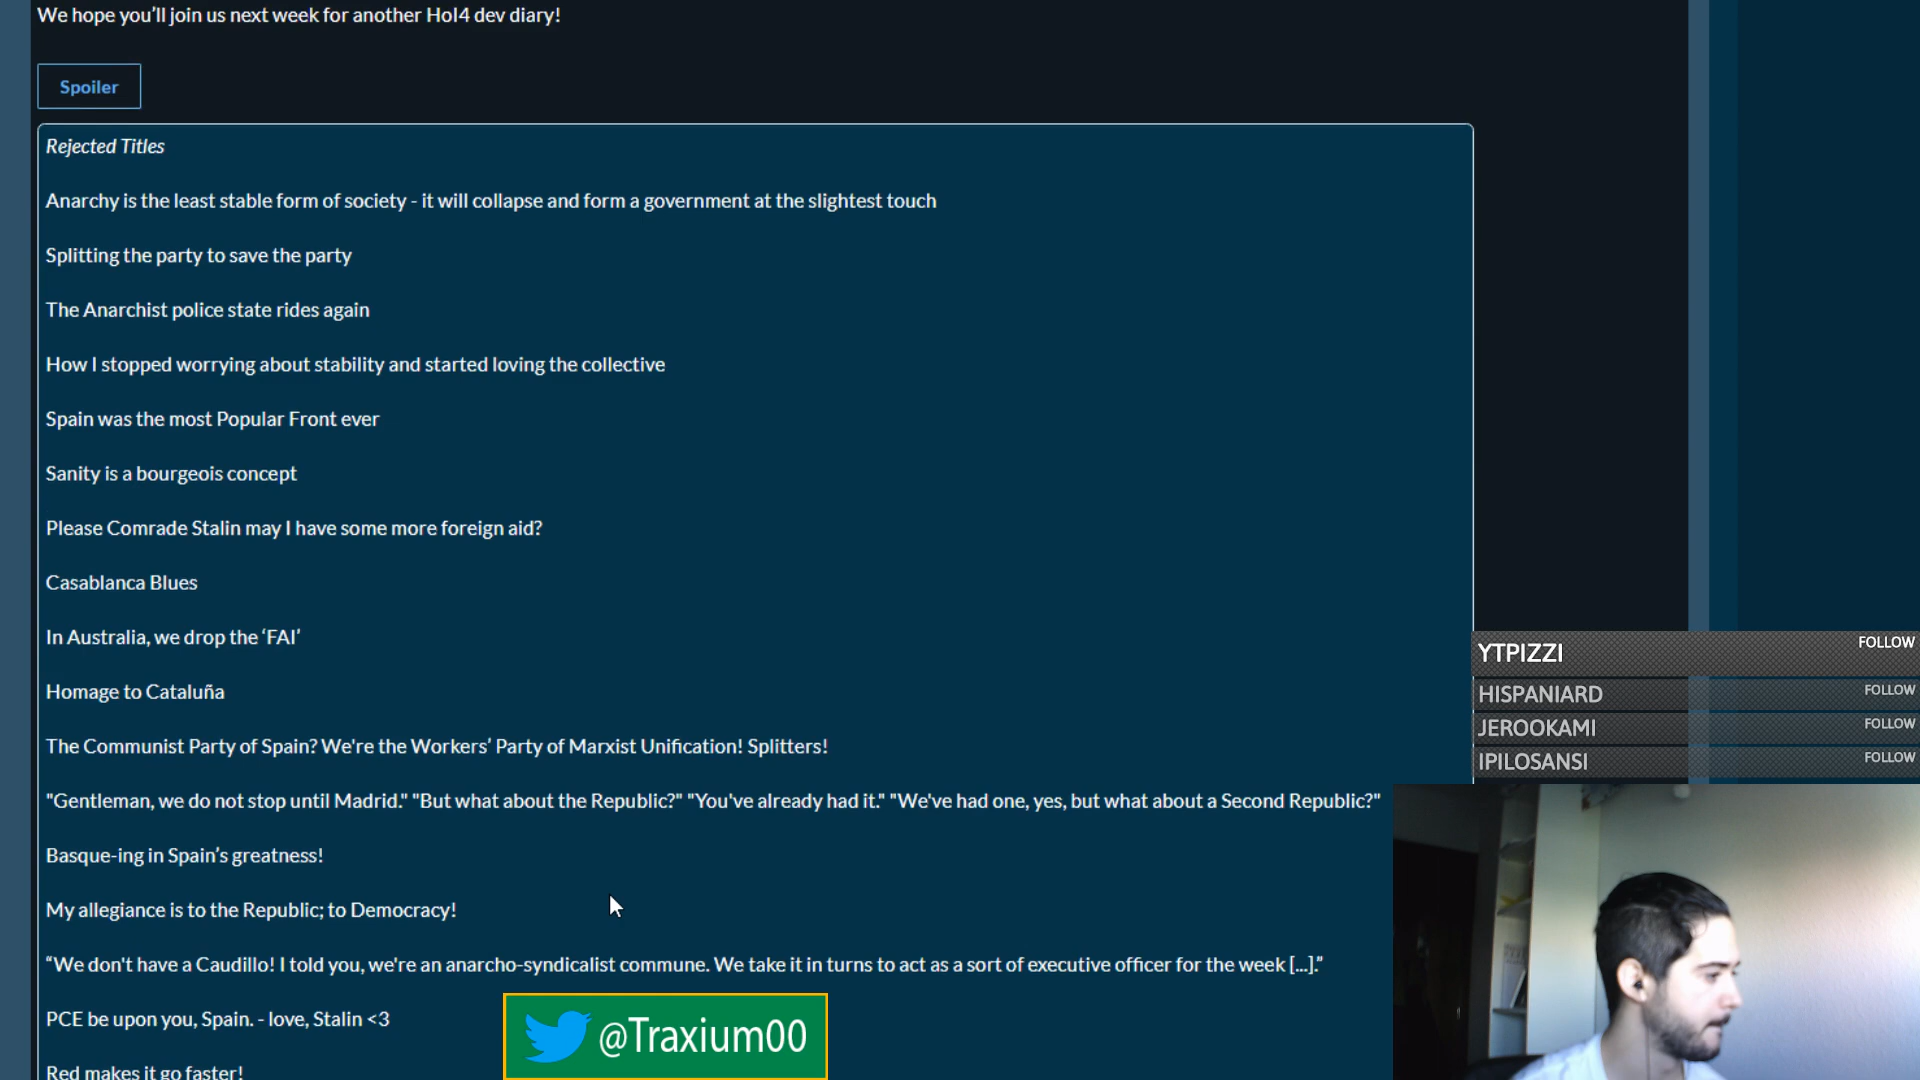 We hope you’ll join us next week for another HoI4 dev diary!
Spoiler
Rejected Titles
Anarchy is the least stable form of society - it will collapse and form a government at the slightest touch
Splitting the party to save the party
The Anarchist police state rides again
How I stopped worrying about stability and started loving the collective
Spain was the most Popular Front ever
Sanity is a bourgeois concept
Please Comrade Stalin may I have some more foreign aid?
Casablanca Blues
In Australia, we drop the ‘FAI’
Homage to Cataluña
The Communist Party of Spain? We're the Workers’ Party of Marxist Unification! Splitters!
"Gentleman, we do not stop until Madrid." "But what about the Republic?" "You've already had it." "We've had one, yes, but what about a Second Republic?"
Basque-ing in Spain’s greatness!
My allegiance is to the Republic; to Democracy!
“We don't have a Caudillo! I told you, we're an anarcho-syndicalist commune. We take it in turns to act as a sort of executive officer for the week [...].”
PCE be upon you, Spain. - love, Stalin <3
Red makes it go faster!
YTPIZZI FOLLOW
HISPANIARD FOLLOW
JEROOKAMI FOLLOW
IPILOSANSI FOLLOW
@Traxium00